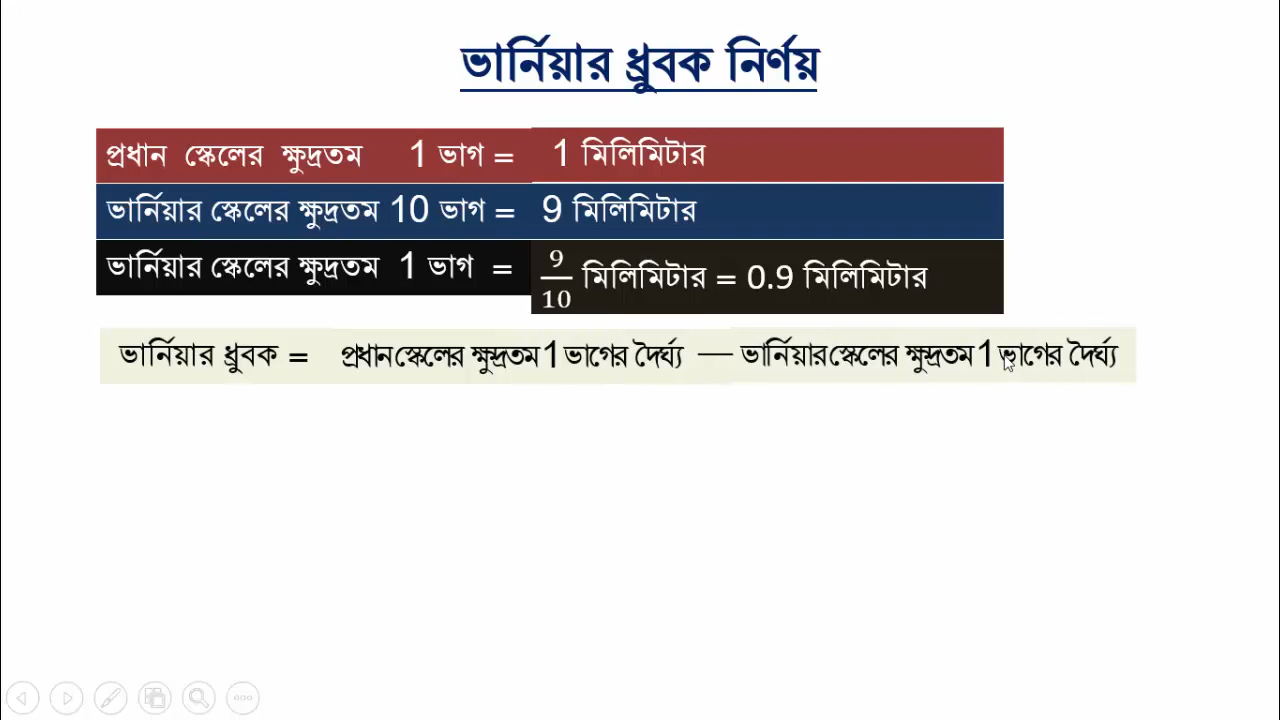 ভার্নিয়ার ধ্রুবক নির্ণয়
প্রধান স্কেলের ক্ষুদ্রতম 1 ভাগ = 1 মিলিমিটার
ভার্নিয়ার স্কেলের ক্ষুদ্রতম 10 ভাগ = 9 মিলিমিটার
ভার্নিয়ার স্কেলের ক্ষুদ্রতম 1 ভাগ = 9/10 মিলিমিটার = 0.9 মিলিমিটার
ভার্নিয়ার ধ্রুবক = প্রধান স্কেলের ক্ষুদ্রতম 1 ভাগের দৈর্ঘ্য — ভার্নিয়ার স্কেলের ক্ষুদ্রতম 1 ভাগের দৈর্ঘ্য